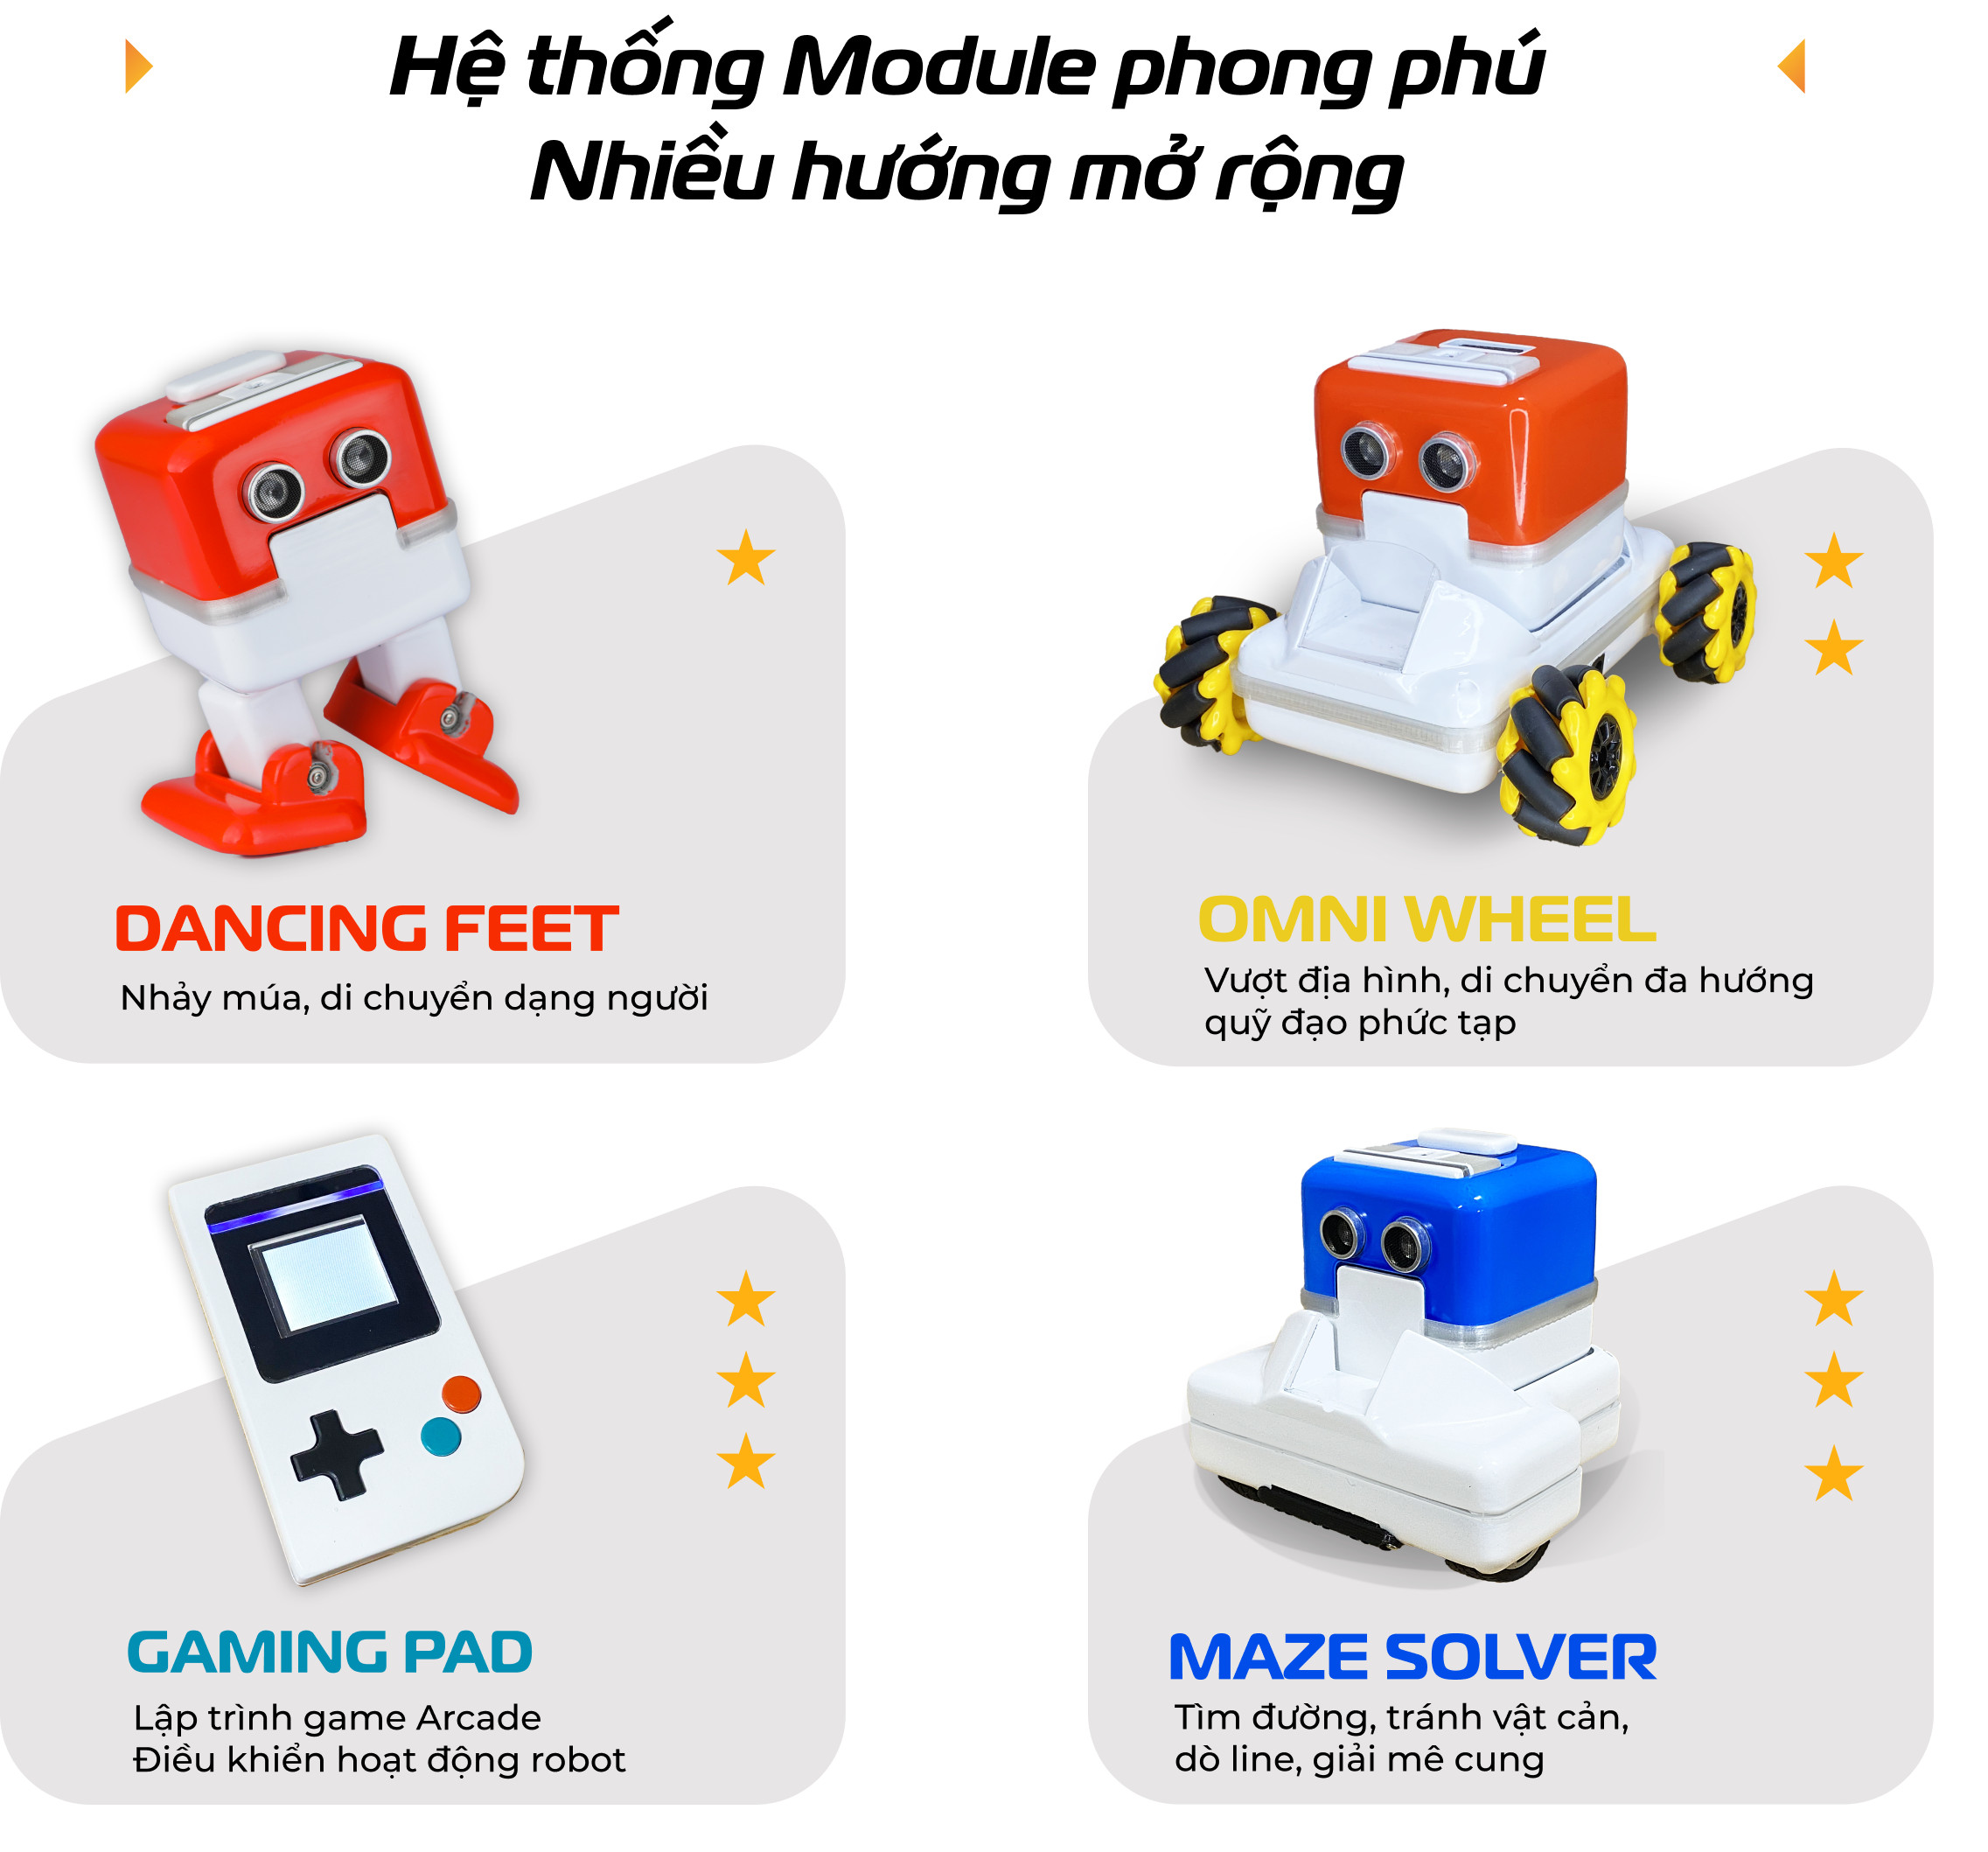 Hệ thống Module phong phú
Nhiều hướng mở rộng
DANCING FEET
Nhảy múa, di chuyển dạng người
OMNI WHEEL
Vượt địa hình, di chuyển đa hướng
quỹ đạo phức tạp
GAMING PAD
Lập trình game Arcade
Điều khiển hoạt động robot
MAZE SOLVER
Tìm đường, tránh vật cản,
dò line, giải mê cung